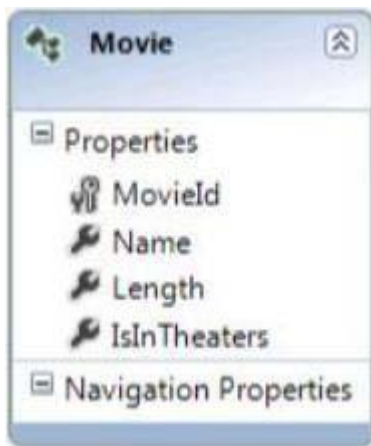 Movie
Properties
MovieId
Name
Length
IsInTheaters
Navigation Properties